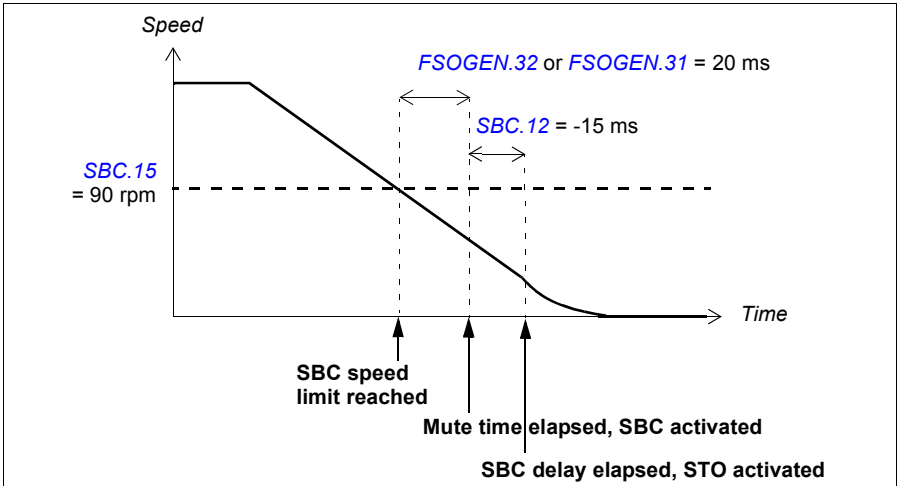 Speed
FSOGEN.32 or FSOGEN.31 = 20 ms
SBC.12 = -15 ms
SBC.15
= 90 rpm
Time
SBC speed
limit reached
Mute time elapsed, SBC activated
SBC delay elapsed, STO activated